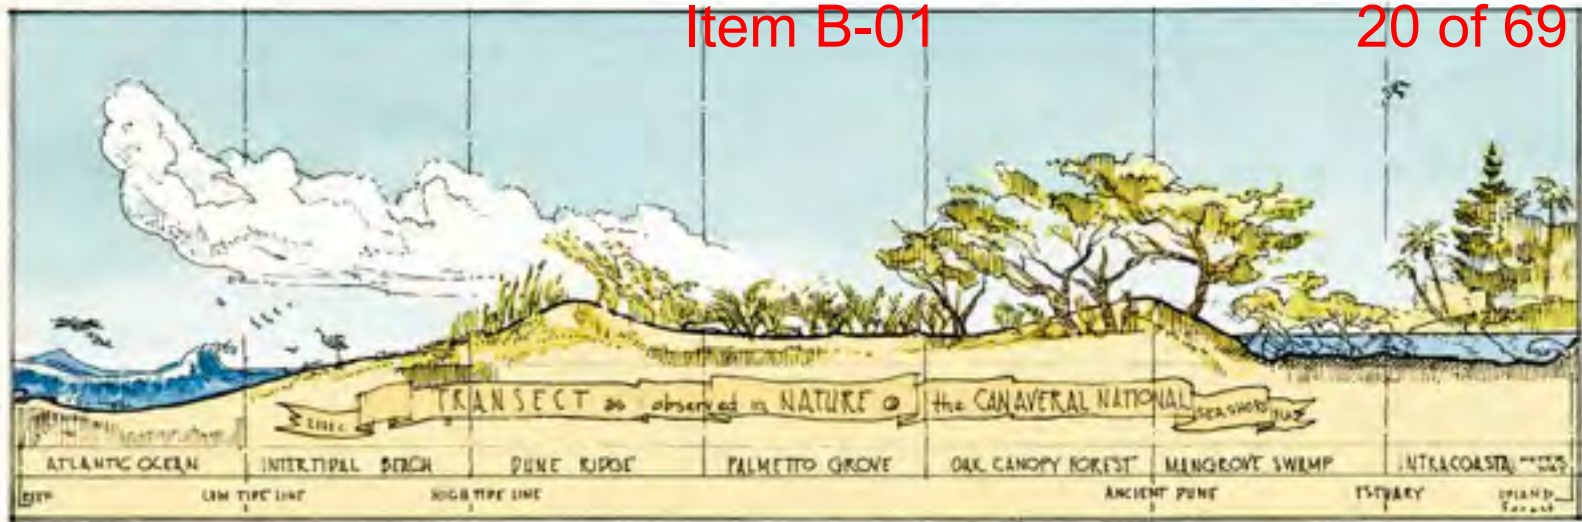 Item B-01
20 of 69
TRANSECT as observed in NATURE @ the CANAVERAL NATIONAL SEASHORE
ATLANTIC OCEAN
INTERTIDAL BEACH
DUNE RIDGE
PALMETTO GROVE
OAK CANOPY FOREST
MANGROVE SWAMP
INTRACOASTAL
LOW TIDE LINE
HIGH TIDE LINE
ANCIENT DUNE
ESTUARY
UPLAND